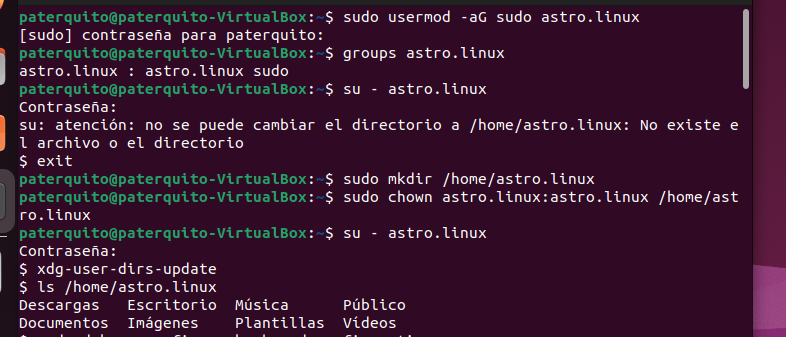 paterquito@paterquito-VirtualBox:~$ sudo usermod -aG sudo astro.linux
[sudo] contraseña para paterquito:
paterquito@paterquito-VirtualBox:~$ groups astro.linux
astro.linux : astro.linux sudo
paterquito@paterquito-VirtualBox:~$ su - astro.linux
Contraseña:
su: atención: no se puede cambiar el directorio a /home/astro.linux: No existe e
l archivo o el directorio
$ exit
paterquito@paterquito-VirtualBox:~$ sudo mkdir /home/astro.linux
paterquito@paterquito-VirtualBox:~$ sudo chown astro.linux:astro.linux /home/ast
ro.linux
paterquito@paterquito-VirtualBox:~$ su - astro.linux
Contraseña:
$ xdg-user-dirs-update
$ ls /home/astro.linux
Descargas   Escritorio  Música      Público
Documentos  Imágenes    Plantillas  Vídeos